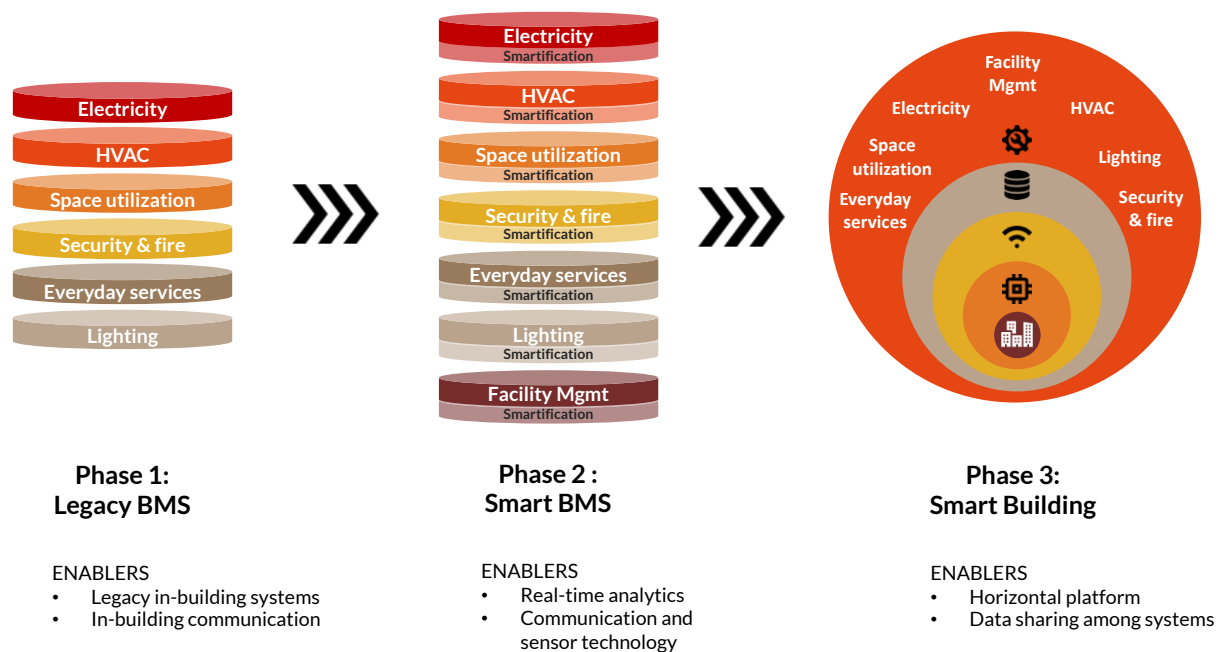 Electricity
HVAC
Space utilization
Security & fire
Everyday services
Lighting
Electricity
Smartification
HVAC
Smartification
Space utilization
Smartification
Security & fire
Smartification
Everyday services
Smartification
Lighting
Smartification
Facility Mgmt
Smartification
Facility
Mgmt
Electricity
HVAC
Space
utilization
Lighting
Everyday
services
Security
& fire
Phase 1:
Legacy BMS
ENABLERS
• Legacy in-building systems
• In-building communication
Phase 2 :
Smart BMS
ENABLERS
• Real-time analytics
• Communication and
sensor technology
Phase 3:
Smart Building
ENABLERS
• Horizontal platform
• Data sharing among systems